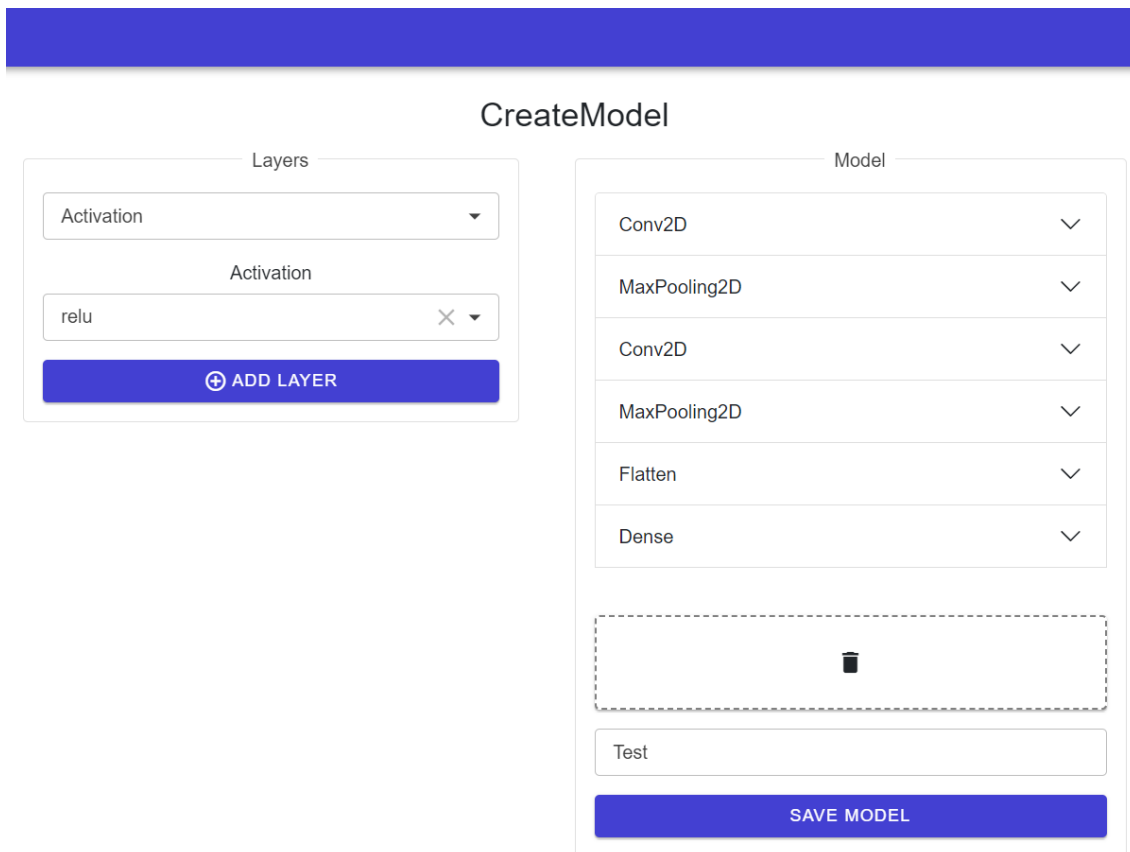 CreateModel
Layers
Activation
Activation
relu
ADD LAYER
Model
Conv2D
MaxPooling2D
Conv2D
MaxPooling2D
Flatten
Dense
Test
SAVE MODEL